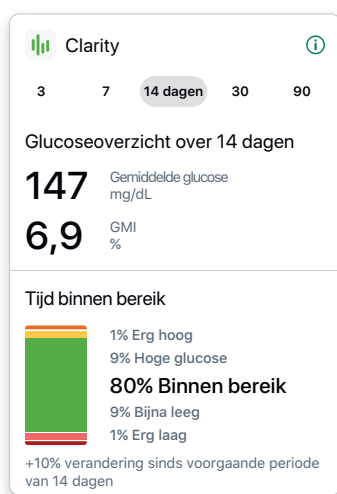 Clarity
3 7 14 dagen 30 90
Glucoseoverzicht over 14 dagen
147 Gemiddelde glucose
mg/dL
6,9 GMI
%
Tijd binnen bereik
1% Erg hoog
9% Hoge glucose
80% Binnen bereik
9% Bijna leeg
1% Erg laag
+10% verandering sinds voorgaande periode
van 14 dagen